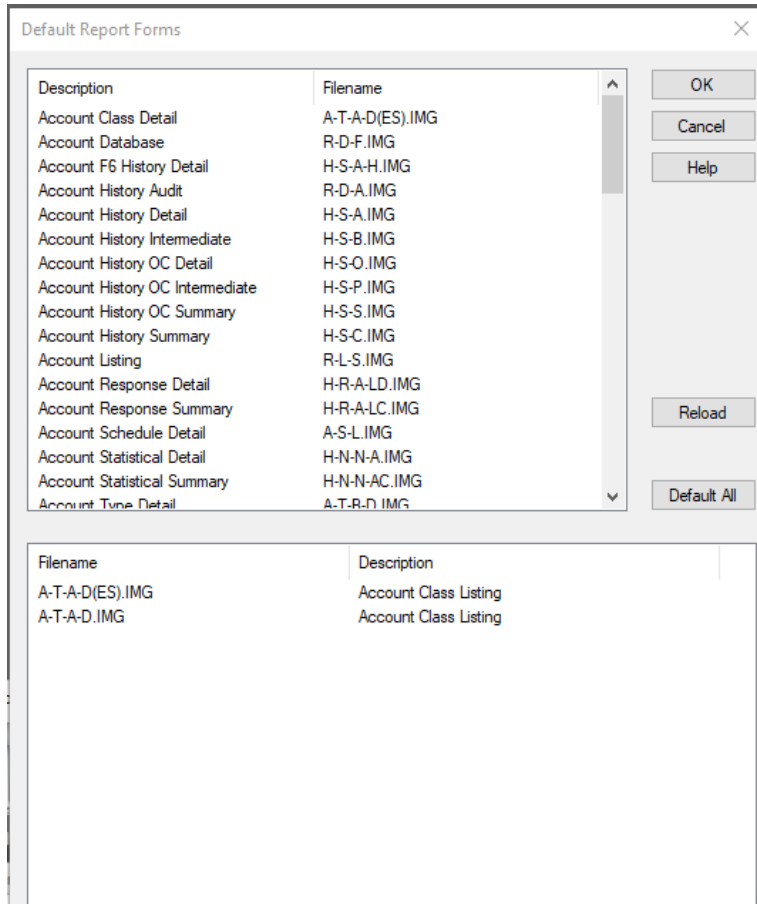 Default Report Forms
Description Filename
Account Class Detail A-T-A-D(ES).IMG
Account Database R-D-F.IMG
Account F6 History Detail H-S-A-H.IMG
Account History Audit R-D-A.IMG
Account History Detail H-S-A.IMG
Account History Intermediate H-S-B.IMG
Account History OC Detail H-S-O.IMG
Account History OC Intermediate H-S-P.IMG
Account History OC Summary H-S-S.IMG
Account History Summary H-S-C.IMG
Account Listing R-L-S.IMG
Account Response Detail H-R-A-LD.IMG
Account Response Summary H-R-A-LC.IMG
Account Schedule Detail A-S-L.IMG
Account Statistical Detail H-N-N-A.IMG
Account Statistical Summary H-N-N-AC.IMG
Account Type Detail A-T-B-D.IMG
OK
Cancel
Help
Reload
Default All
Filename Description
A-T-A-D(ES).IMG Account Class Listing
A-T-A-D.IMG Account Class Listing